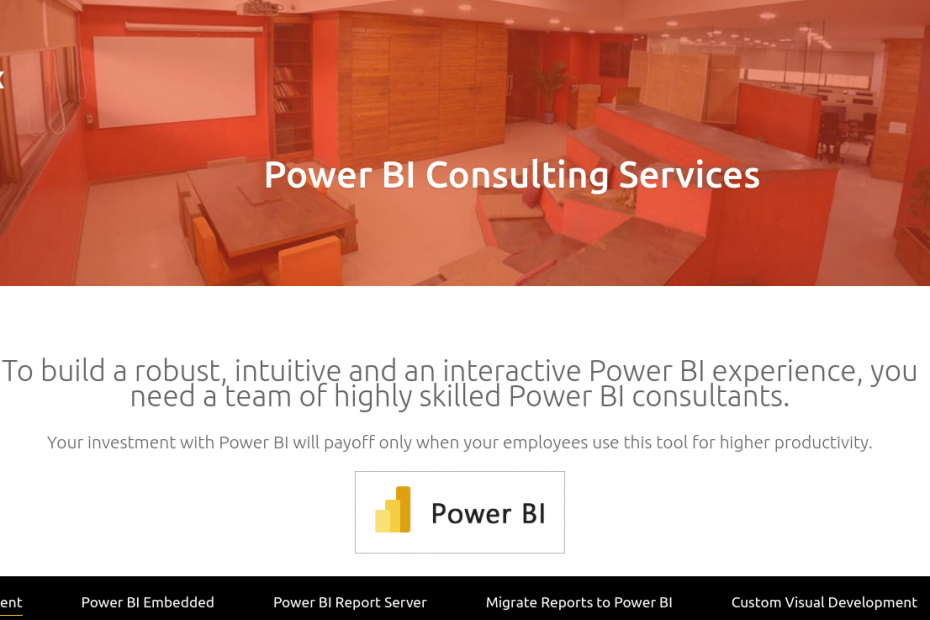 Power BI Consulting Services
To build a robust, intuitive and an interactive Power BI experience, you
need a team of highly skilled Power BI consultants.
Your investment with Power BI will payoff only when your employees use this tool for higher productivity.
Power BI
ent Power BI Embedded Power BI Report Server Migrate Reports to Power BI Custom Visual Development